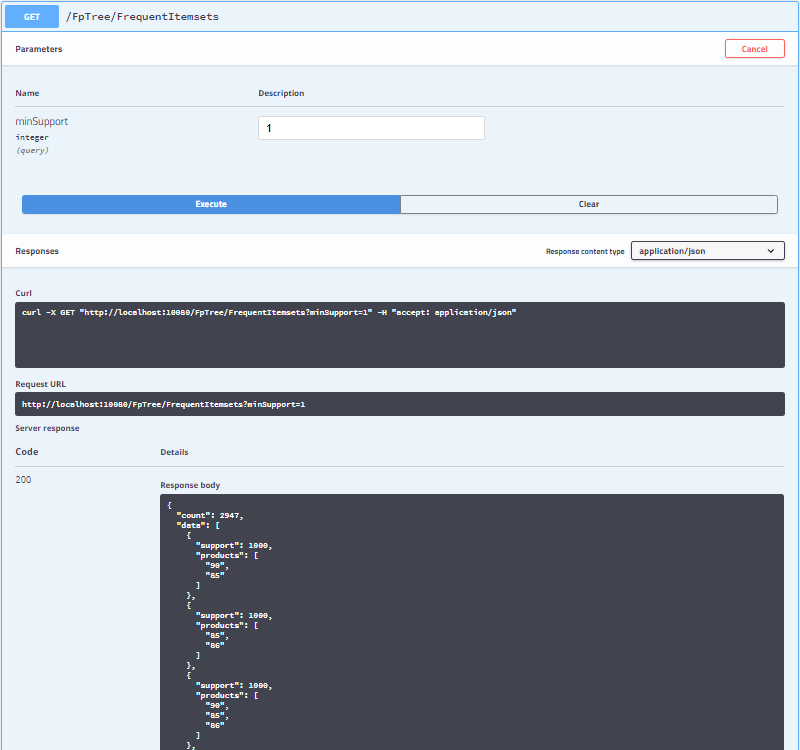 GET /FpTree/FrequentItemsets
Parameters Cancel
Name Description
minSupport 1
integer
(query)
Execute Clear
Responses Response content type application/json
Curl
curl -X GET "http://localhost:10080/FpTree/FrequentItemsets?minSupport=1" -H "accept: application/json"
Request URL
http://localhost:10080/FpTree/FrequentItemsets?minSupport=1
Server response
Code Details
200
Response body
{
"count": 2947,
"data": [
{
"support": 1000,
"products": [
"90",
"85"
]
},
{
"support": 1000,
"products": [
"85",
"86"
]
},
{
"support": 1000,
"products": [
"90",
"85",
"86"
]
},